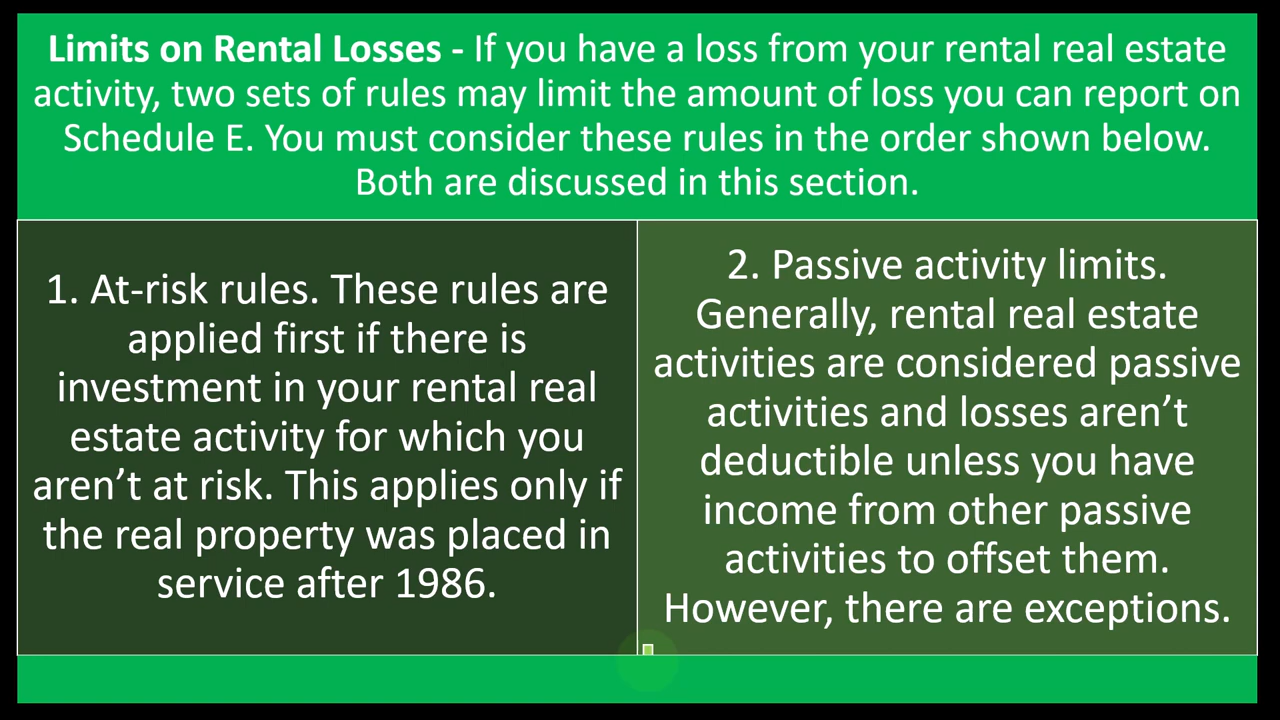 Limits on Rental Losses - If you have a loss from your rental real estate
activity, two sets of rules may limit the amount of loss you can report on
Schedule E. You must consider these rules in the order shown below.
Both are discussed in this section.
1. At-risk rules. These rules are
applied first if there is
investment in your rental real
estate activity for which you
aren’t at risk. This applies only if
the real property was placed in
service after 1986.
2. Passive activity limits.
Generally, rental real estate
activities are considered passive
activities and losses aren’t
deductible unless you have
income from other passive
activities to offset them.
However, there are exceptions.